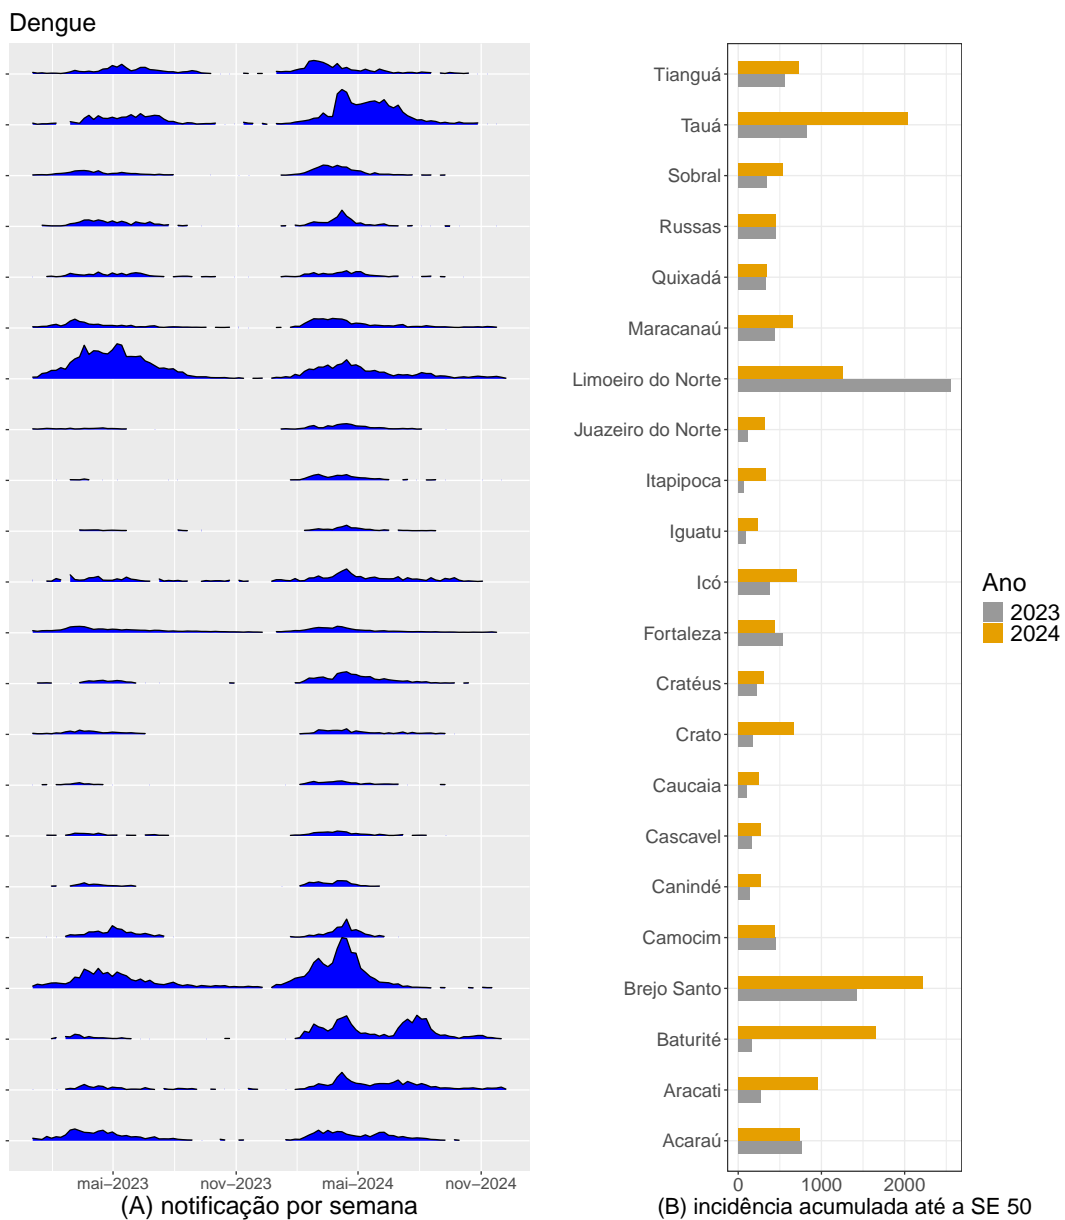 Dengue
Tianguá
Tauá
Sobral
Russas
Quixadá
Maracanaú
Limoeiro do Norte
Juazeiro do Norte
Itapipoca
Iguatu
Icó
Fortaleza
Cratéus
Crato
Caucaia
Cascavel
Canindé
Camocim
Brejo Santo
Baturité
Aracati
Acaraú
mai–2023 nov–2023 mai–2024 nov–2024
(A) notificação por semana
0 1000 2000
(B) incidência acumulada até a SE 50
Ano
2023
2024